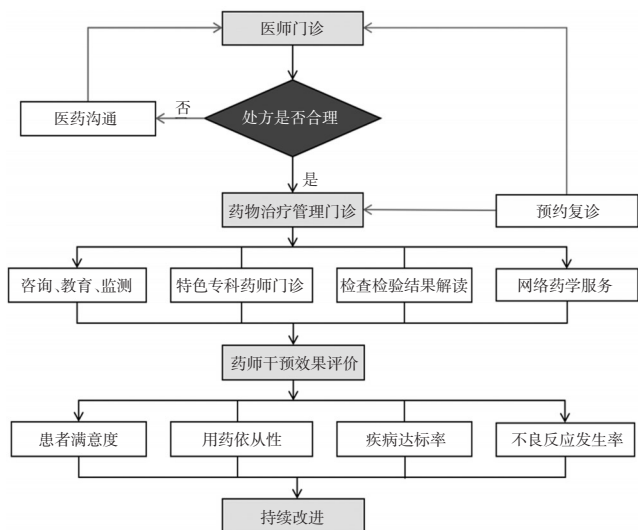 医师门诊
医药沟通
否
处方是否合理
是
药物治疗管理门诊
预约复诊
咨询、教育、监测
特色专科药师门诊
检查检验结果解读
网络药学服务
药师干预效果评价
患者满意度
用药依从性
疾病达标率
不良反应发生率
持续改进